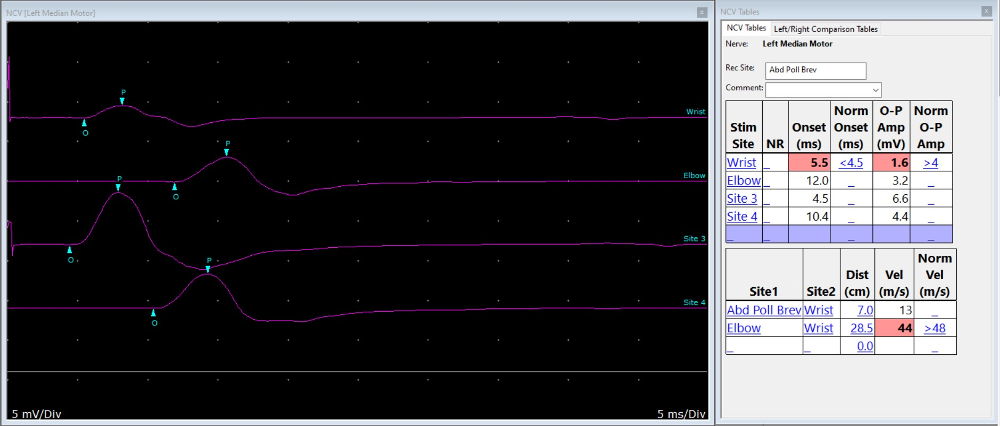 NCV [Left Median Motor]
P
Wrist
O
P
Elbow
O
P
Site 3
O
P
Site 4
O
5 mV/Div
5 ms/Div
NCV Tables
NCV Tables
Left/Right Comparison Tables
Nerve: Left Median Motor
Rec Site: Abd Poll Brev
Comment:
Stim Site NR Onset (ms) Norm Onset (ms) O-P Amp (mV) Norm O-P Amp
Wrist _ 5.5 <4.5 1.6 >4
Elbow _ 12.0 _ 3.2 _
Site 3 _ 4.5 _ 6.6 _
Site 4 _ 10.4 _ 4.4 _
_ _ _ _
Site1 Site2 Dist (cm) Vel (m/s) Norm Vel (m/s)
Abd Poll Brev Wrist 7.0 13 _
Elbow Wrist 28.5 44 >48
_ _ 0.0 _